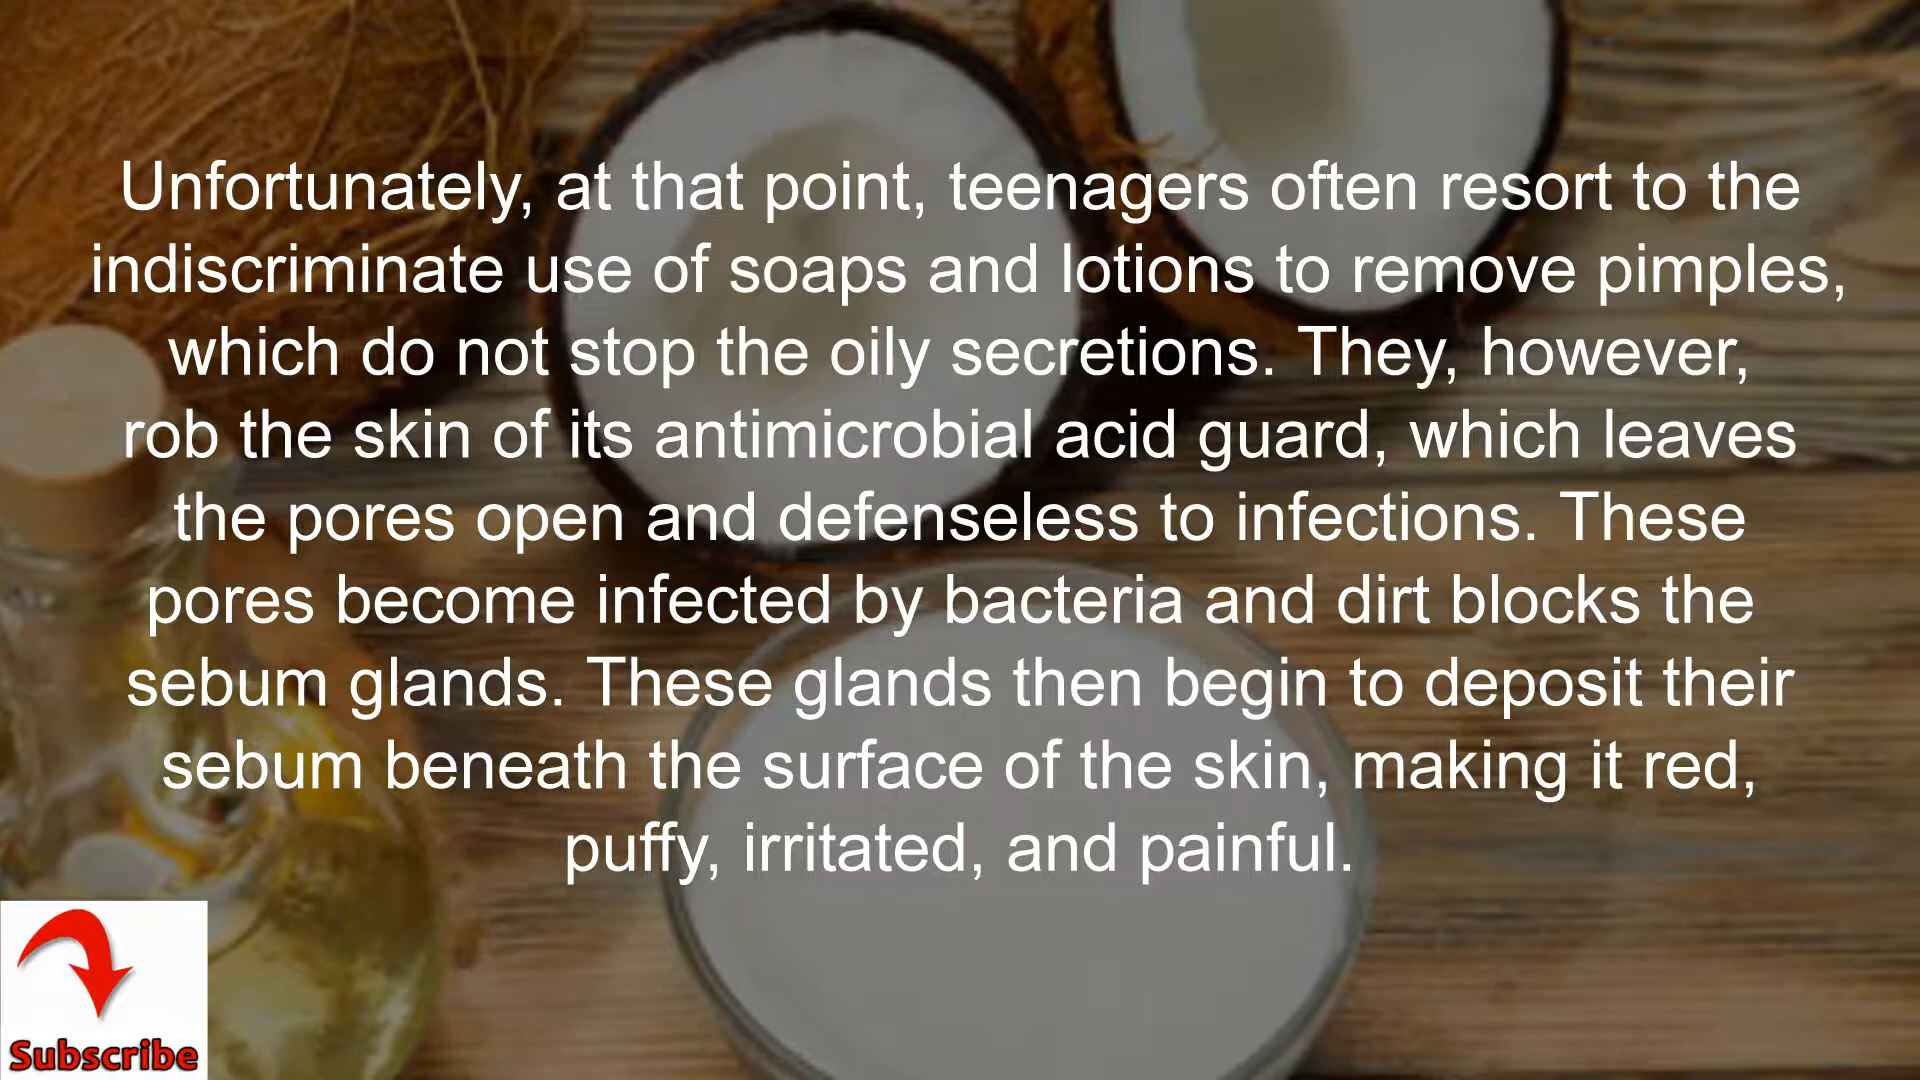 Unfortunately, at that point, teenagers often resort to the
indiscriminate use of soaps and lotions to remove pimples,
which do not stop the oily secretions. They, however,
rob the skin of its antimicrobial acid guard, which leaves
the pores open and defenseless to infections. These
pores become infected by bacteria and dirt blocks the
sebum glands. These glands then begin to deposit their
sebum beneath the surface of the skin, making it red,
puffy, irritated, and painful.
Subscribe